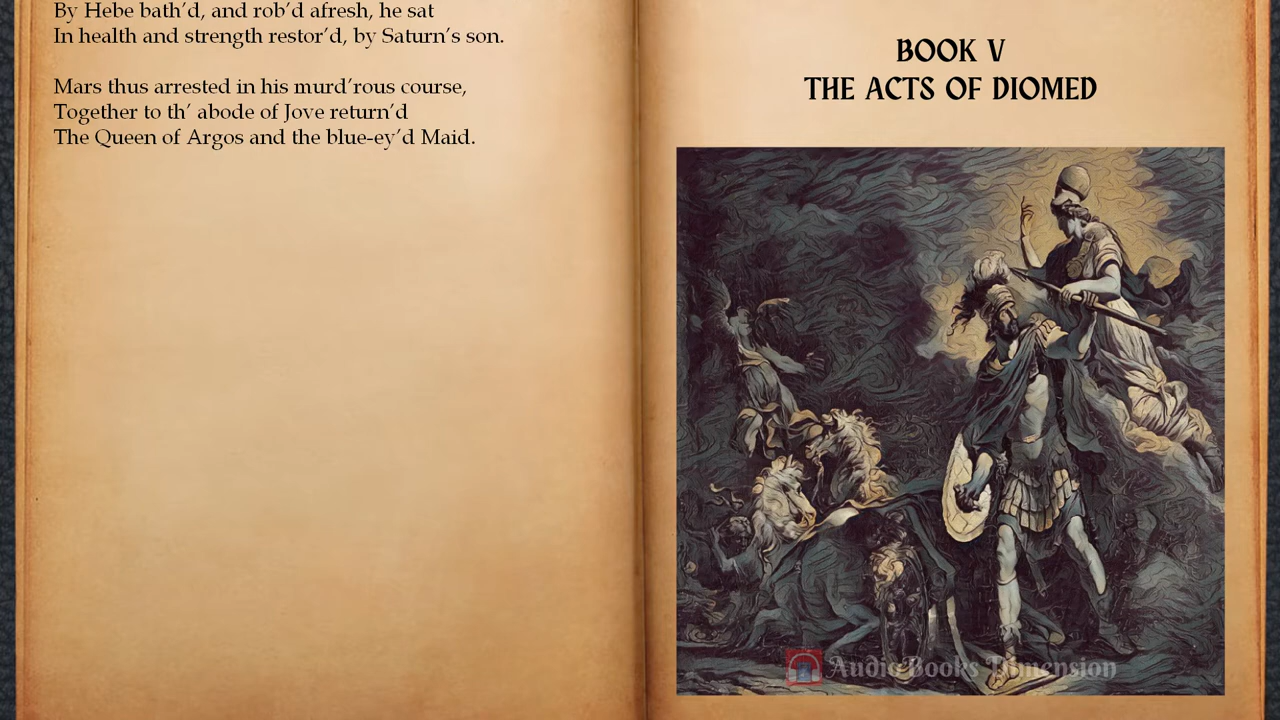 By Hebe bath’d, and rob’d afresh, he sat
In health and strength restor’d, by Saturn’s son.
Mars thus arrested in his murd’rous course,
Together to th’ abode of Jove return’d
The Queen of Argos and the blue-ey’d Maid.
BOOK V
THE ACTS OF DIOMED
AudioBooks Dimension